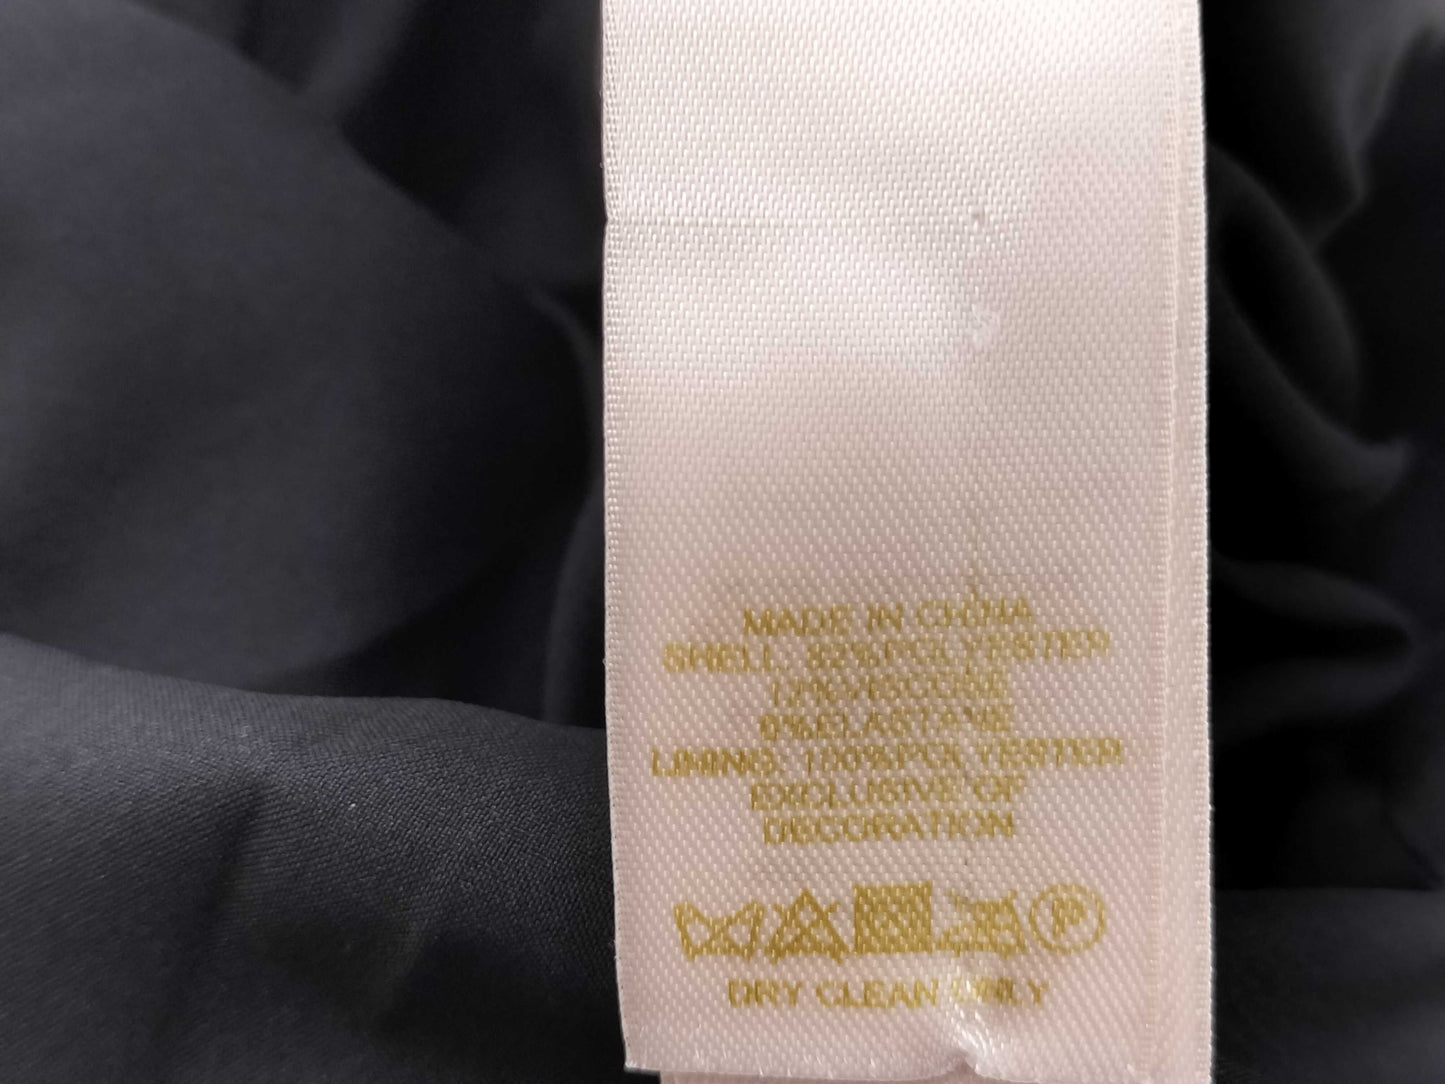 MADE IN CHINA
SHELL: 82%POLYESTER
12%VISCOSE
6%ELASTANE
LINING: 100%POLYESTER
EXCLUSIVE OF
DECORATION
P
DRY CLEAN ONLY